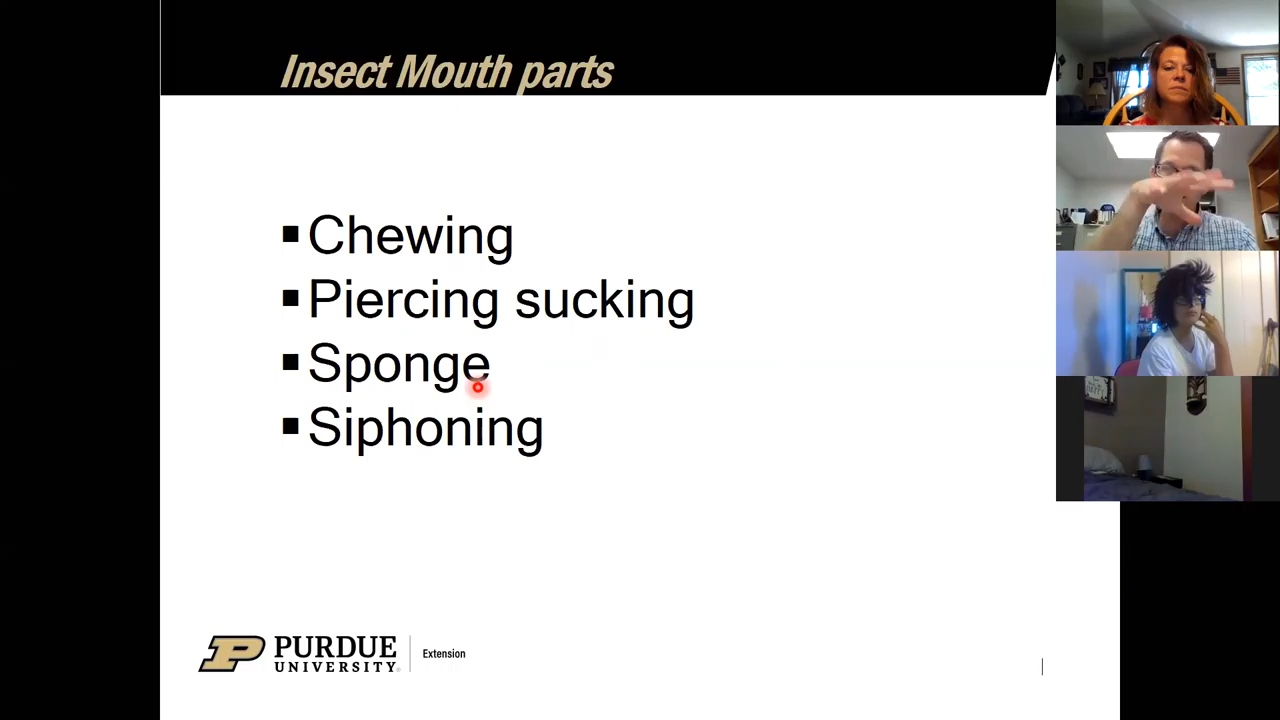 Insect Mouth parts
Chewing
Piercing sucking
Sponge
Siphoning
PURDUE
UNIVERSITY
Extension